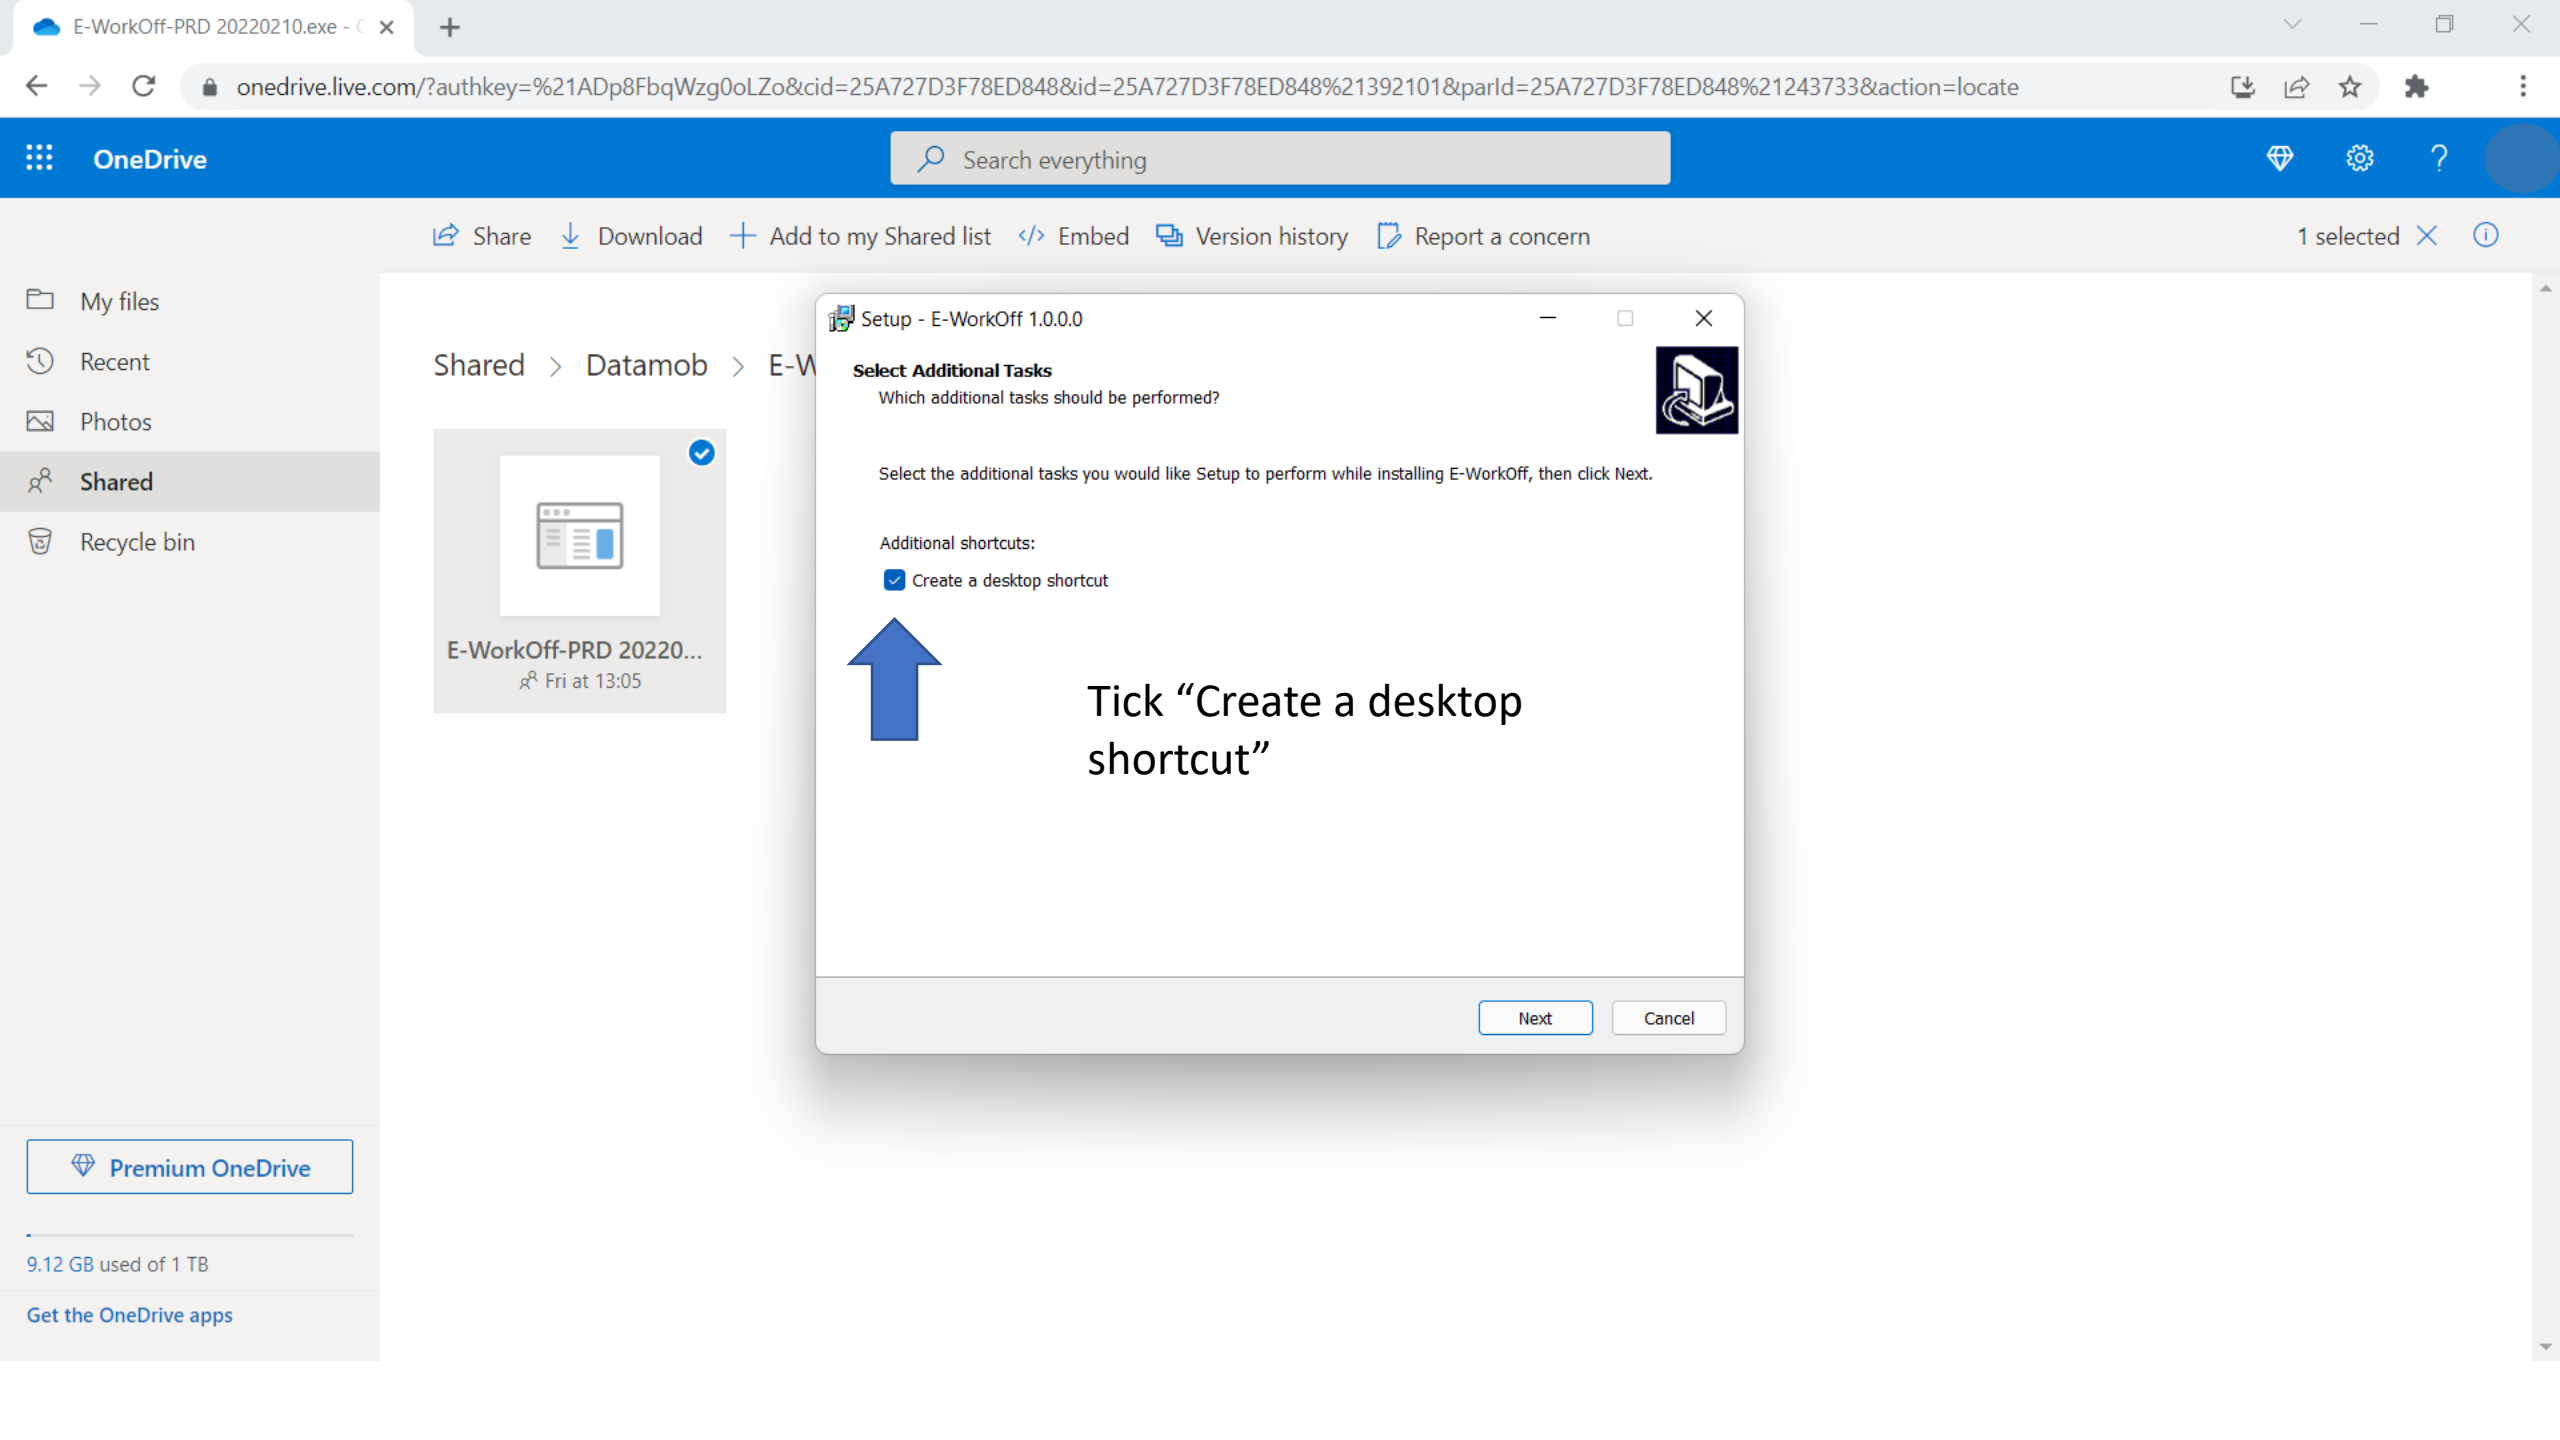 E-WorkOff-PRD 20220210.exe -
onedrive.live.com/?authkey=%21ADp8FbqWzg0oLZo&cid=25A727D3F78ED848&id=25A727D3F78ED848%21392101&parId=25A727D3F78ED848%21243733&action=locate
OneDrive
Search everything
?
Share
Download
Add to my Shared list
Embed
Version history
Report a concern
1 selected
My files
Recent
Photos
Shared
Recycle bin
Shared > Datamob > E-W
E-WorkOff-PRD 20220...
Fri at 13:05
Setup - E-WorkOff 1.0.0.0
Select Additional Tasks
Which additional tasks should be performed?
Select the additional tasks you would like Setup to perform while installing E-WorkOff, then click Next.
Additional shortcuts:
Create a desktop shortcut
Tick “Create a desktop
shortcut”
Next
Cancel
Premium OneDrive
9.12 GB used of 1 TB
Get the OneDrive apps